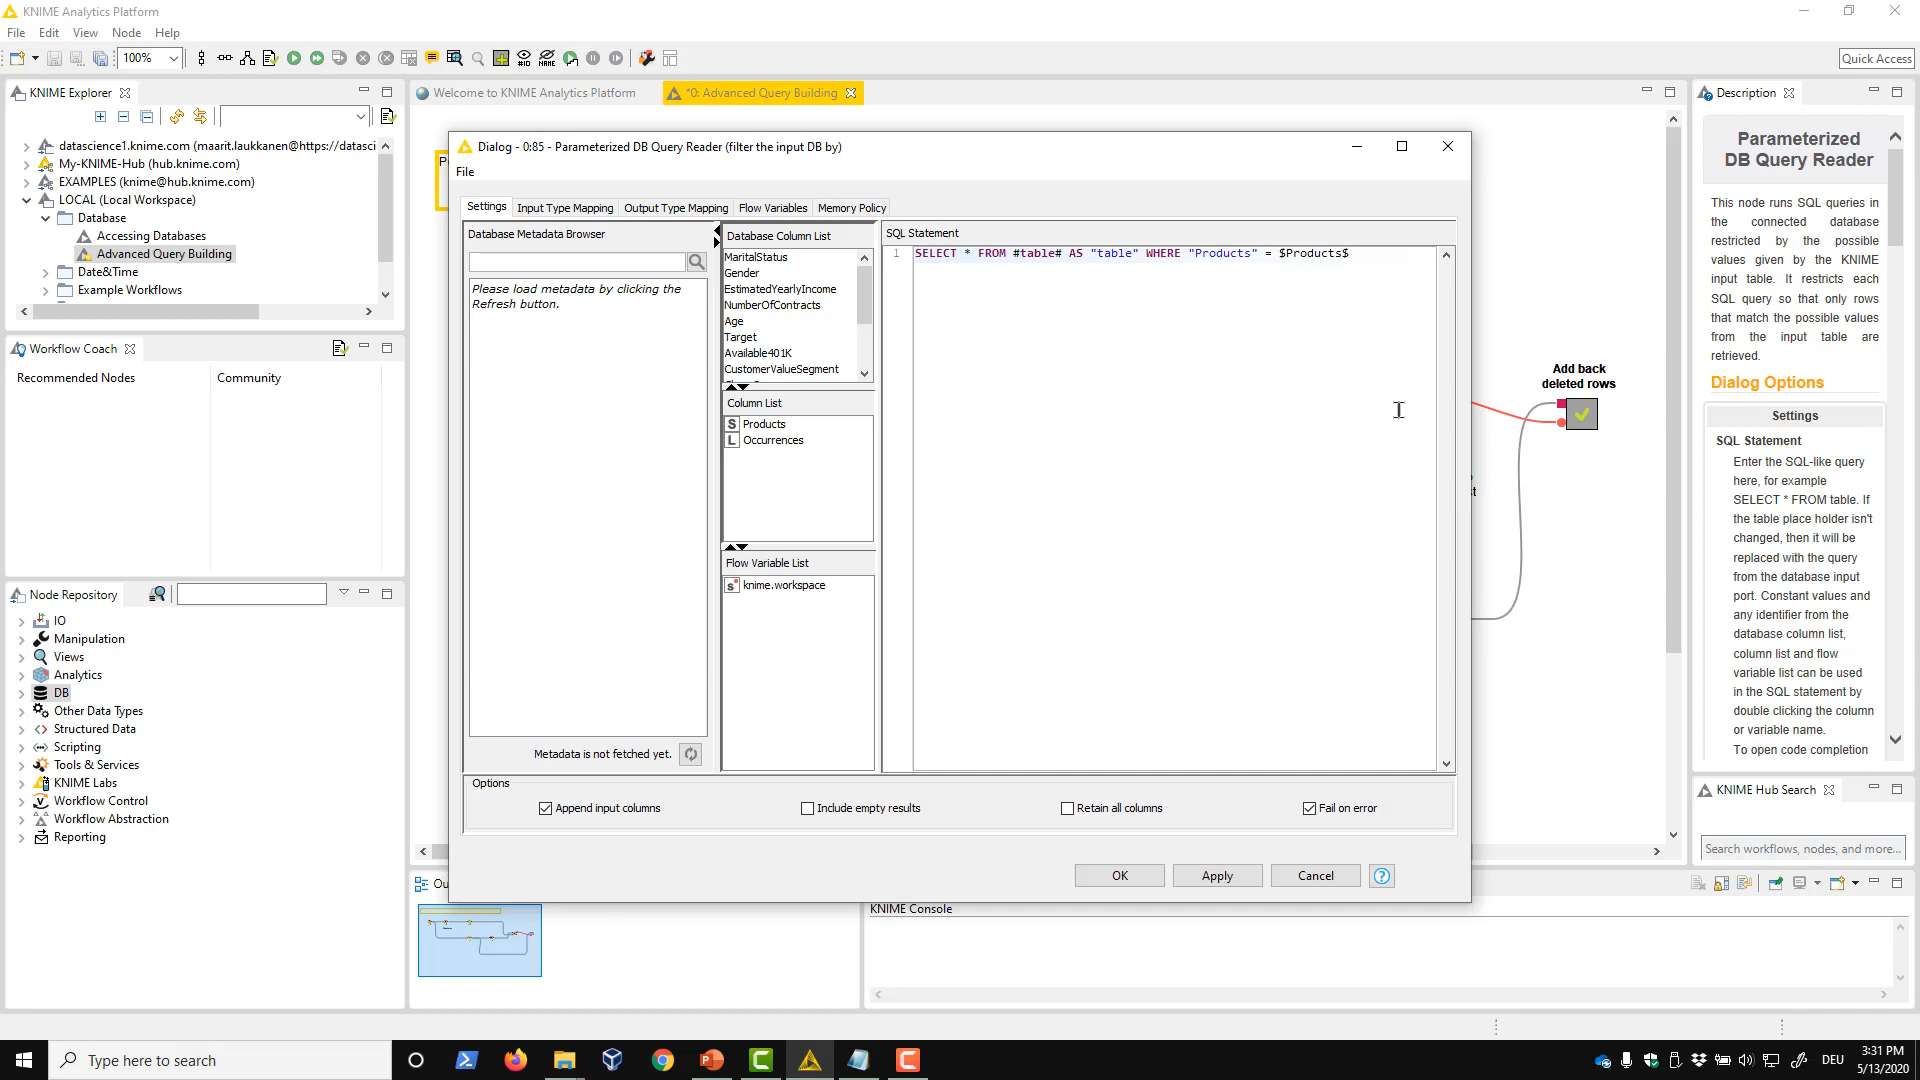 KNIME Analytics Platform
File Edit View Node Help
100%
Quick Access
KNIME Explorer
datascience1.knime.com (maarit.laukkanen@https://datasci
My-KNIME-Hub (hub.knime.com)
EXAMPLES (knime@hub.knime.com)
LOCAL (Local Workspace)
Database
Accessing Databases
Advanced Query Building
Date&Time
Example Workflows
Workflow Coach
Recommended Nodes Community
Node Repository
IO
Manipulation
Views
Analytics
DB
Other Data Types
Structured Data
Scripting
Tools & Services
KNIME Labs
Workflow Control
Workflow Abstraction
Reporting
Welcome to KNIME Analytics Platform
*0: Advanced Query Building
Dialog - 0:85 - Parameterized DB Query Reader (filter the input DB by)
File
Settings Input Type Mapping Output Type Mapping Flow Variables Memory Policy
Database Metadata Browser
Please load metadata by clicking the
Refresh button.
Metadata is not fetched yet.
Database Column List
MaritalStatus
Gender
EstimatedYearlyIncome
NumberOfContracts
Age
Target
Available401K
CustomerValueSegment
Column List
S Products
L Occurrences
Flow Variable List
s knime.workspace
SQL Statement
1 SELECT * FROM #table# AS "table" WHERE "Products" = $Products$
Options
Append input columns
Include empty results
Retain all columns
Fail on error
OK
Apply
Cancel
Add back
deleted rows
Ou
KNIME Console
Description
Parameterized
DB Query Reader
This node runs SQL queries in
the connected database
restricted by the possible
values given by the KNIME
input table. It restricts each
SQL query so that only rows
that match the possible values
from the input table are
retrieved.
Dialog Options
Settings
SQL Statement
Enter the SQL-like query
here, for example
SELECT * FROM table. If
the table place holder isn't
changed, then it will be
replaced with the query
from the database input
port. Constant values and
any identifier from the
database column list,
column list and flow
variable list can be used
in the SQL statement by
double clicking the column
or variable name.
To open code completion
KNIME Hub Search
Search workflows, nodes, and more...
Type here to search
DEU
3:31 PM
5/13/2020